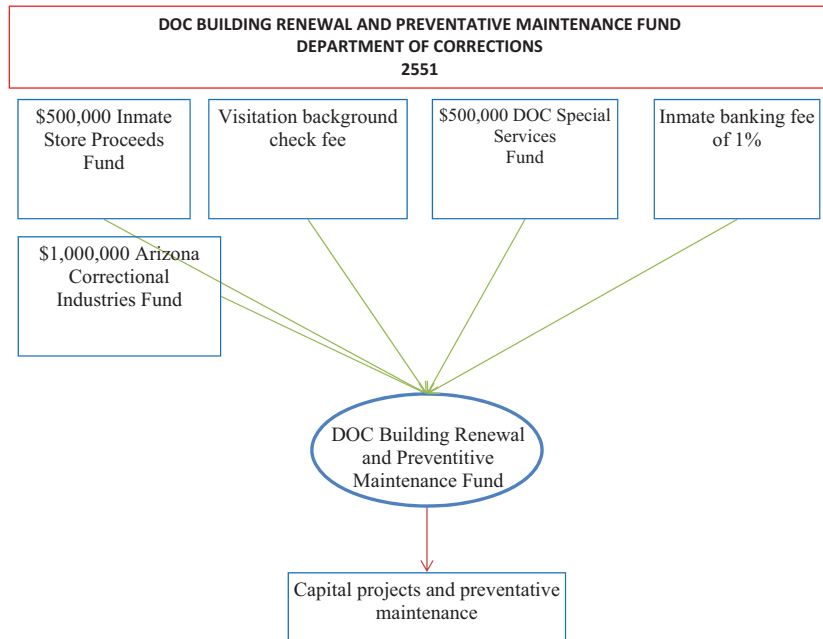 DOC BUILDING RENEWAL AND PREVENTATIVE MAINTENANCE FUND
DEPARTMENT OF CORRECTIONS
2551
$500,000 Inmate
Store Proceeds
Fund
Visitation background
check fee
$500,000 DOC Special
Services
Fund
Inmate banking fee
of 1%
$1,000,000 Arizona
Correctional
Industries Fund
DOC Building Renewal
and Preventitive
Maintenance Fund
Capital projects and preventative
maintenance